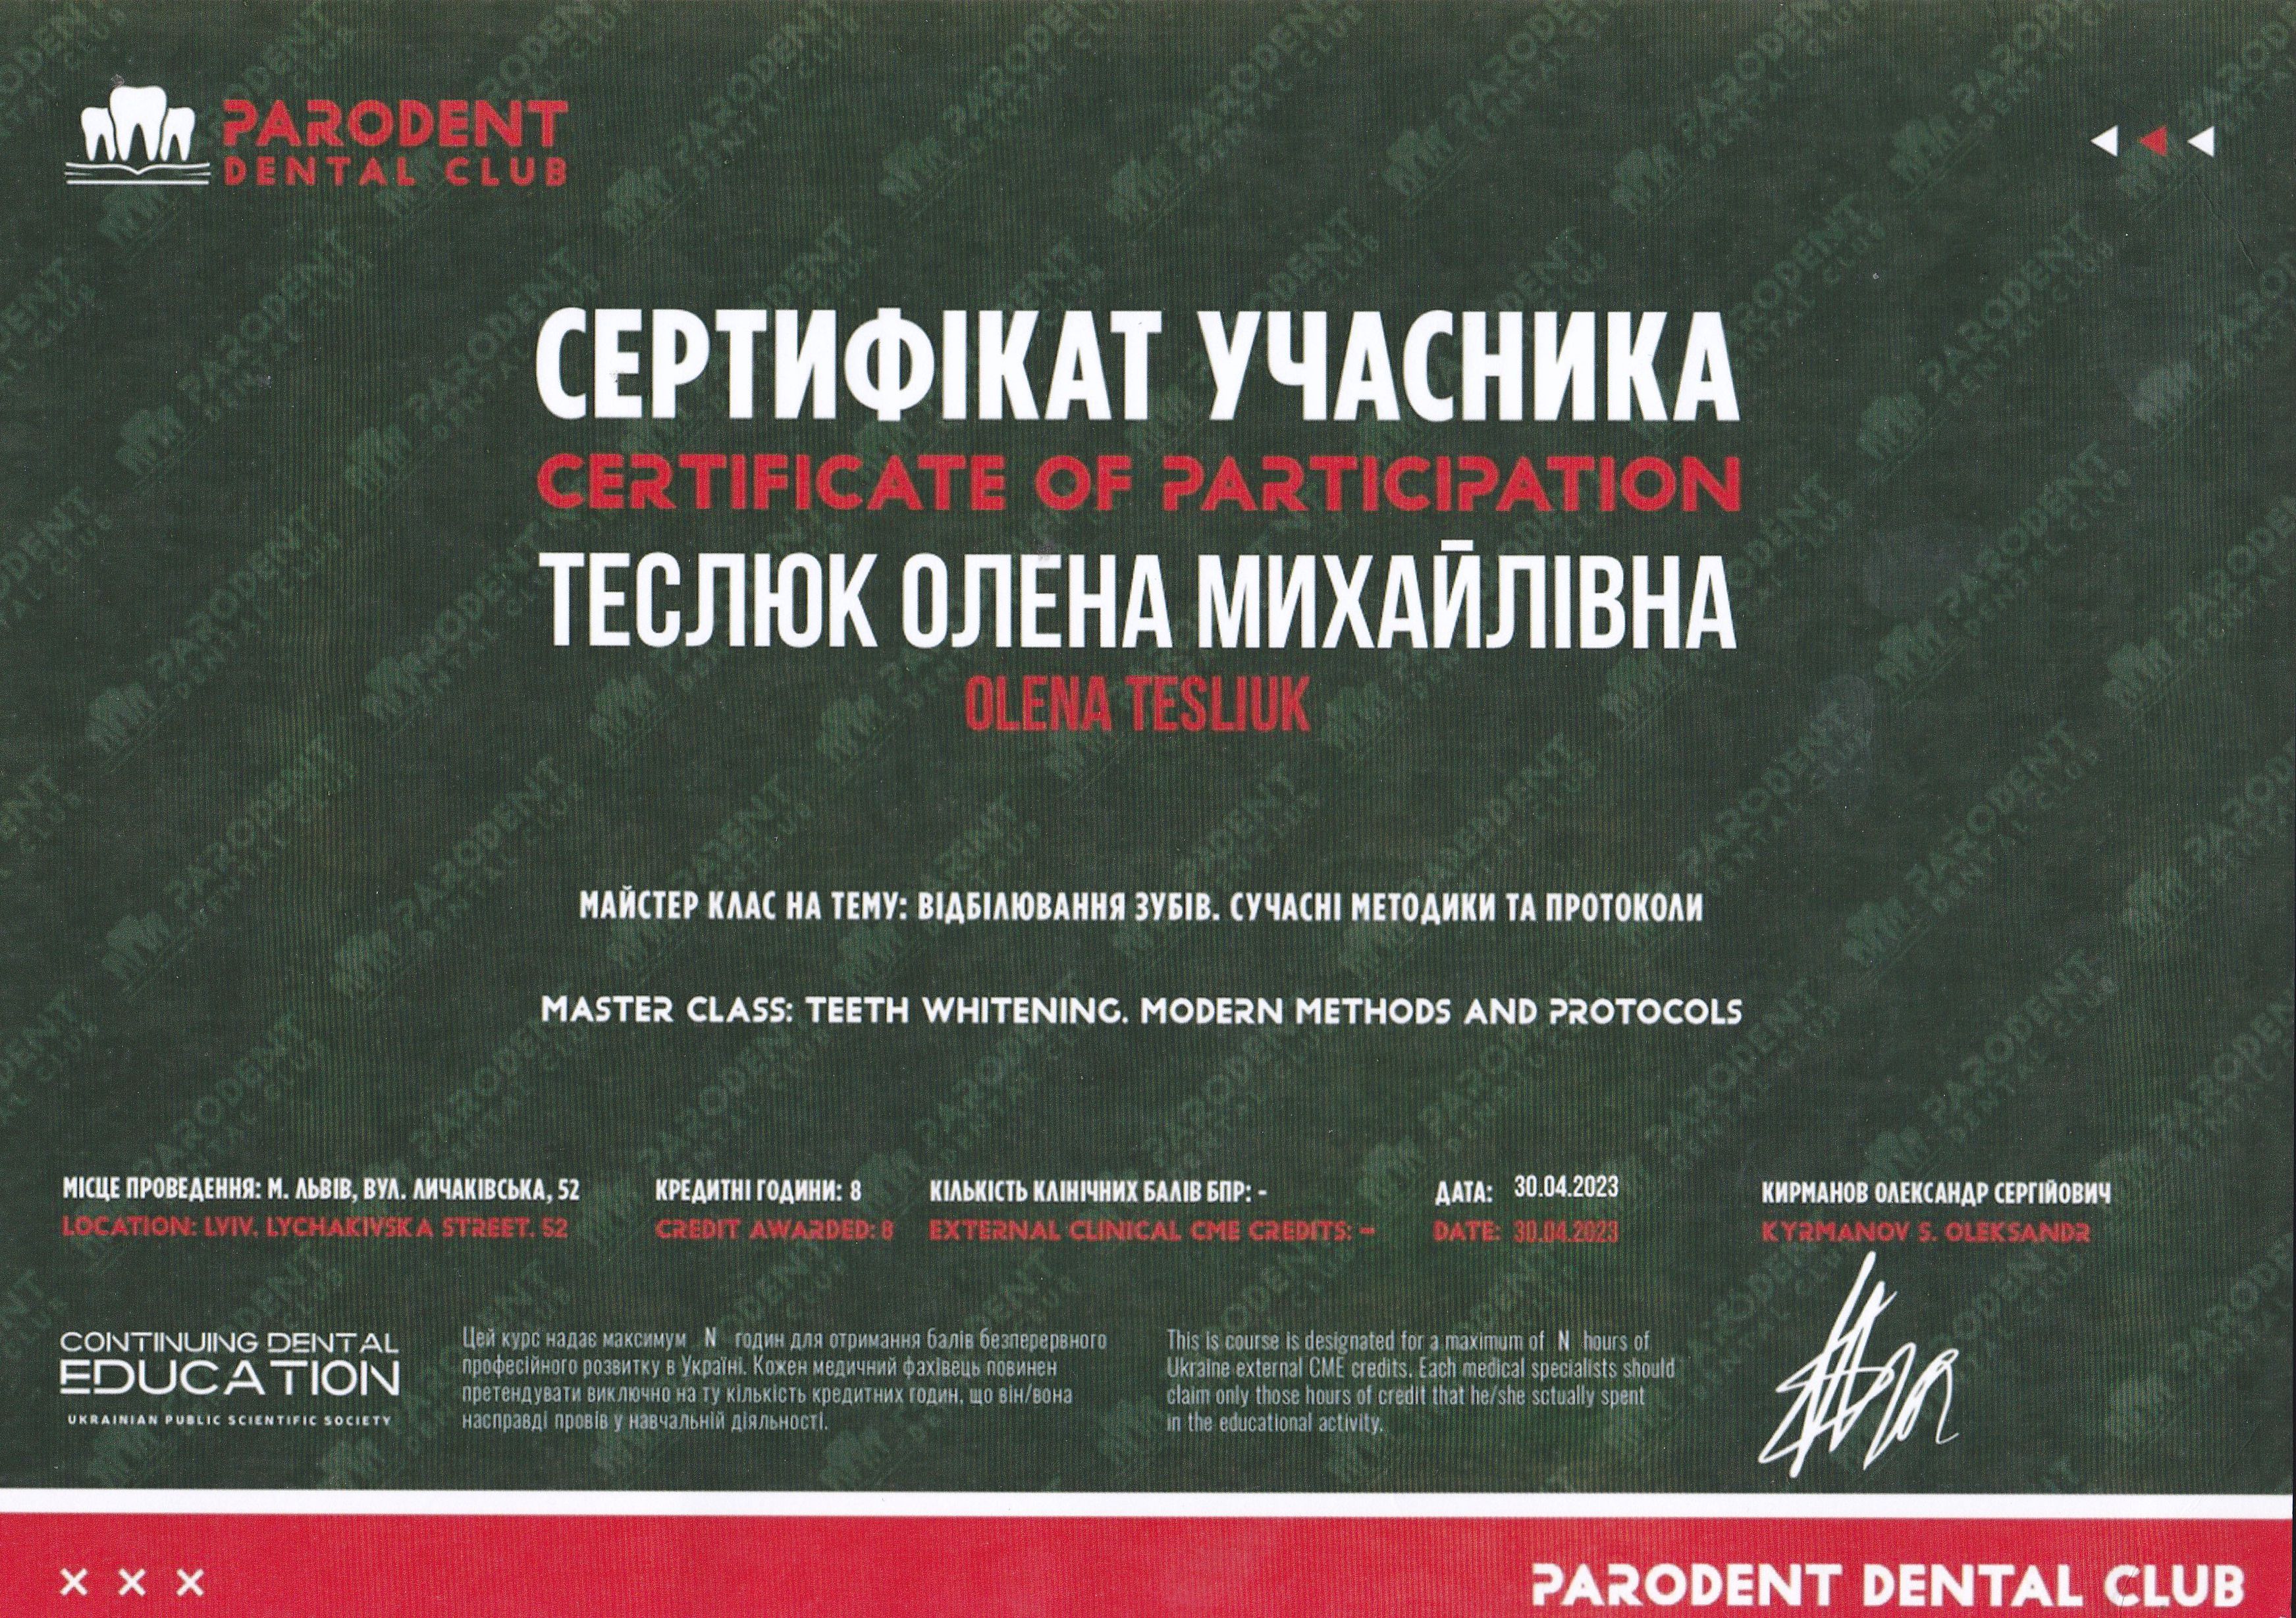 PARODENT
DENTAL CLUB
СЕРТИФІКАТ УЧАСНИКА
CERTIFICATE OF PARTICIPATION
ТЕСЛЮК ОЛЕНА МИХАЙЛІВНА
OLENA TESLIUK
МАЙСТЕР КЛАС НА ТЕМУ: ВІДБІЛЮВАННЯ ЗУБІВ. СУЧАСНІ МЕТОДИКИ ТА ПРОТОКОЛИ
MASTER CLASS: TEETH WHITENING. MODERN METHODS AND PROTOCOLS
МІСЦЕ ПРОВЕДЕННЯ: М. ЛЬВІВ, ВУЛ. ЛИЧАКІВСЬКА, 52
LOCATION: LVIV. LYCHAKIVSKA STREET. 52
КРЕДИТНІ ГОДИНИ: 8
CREDIT AWARDED: 8
КІЛЬКІСТЬ КЛІНІЧНИХ БАЛІВ БПР: -
EXTERNAL CLINICAL CME CREDITS: -
ДАТА: 30.04.2023
DATE: 30.04.2023
КИРМАНОВ ОЛЕКСАНДР СЕРГІЙОВИЧ
KYRMANOV S. OLEKSANDR
CONTINUING DENTAL
EDUCATION
UKRAINIAN PUBLIC SCIENTIFIC SOCIETY
Цей курс надає максимум N годин для отримання балів безперервного
професійного розвитку в Україні. Кожен медичний фахівець повинен
претендувати виключно на ту кількість кредитних годин, що він/вона
насправді провів у навчальній діяльності.
This is course is designated for a maximum of N hours of
Ukraine external CME credits. Each medical specialists should
claim only those hours of credit that he/she sctually spent
in the educational activity.
PARODENT DENTAL CLUB